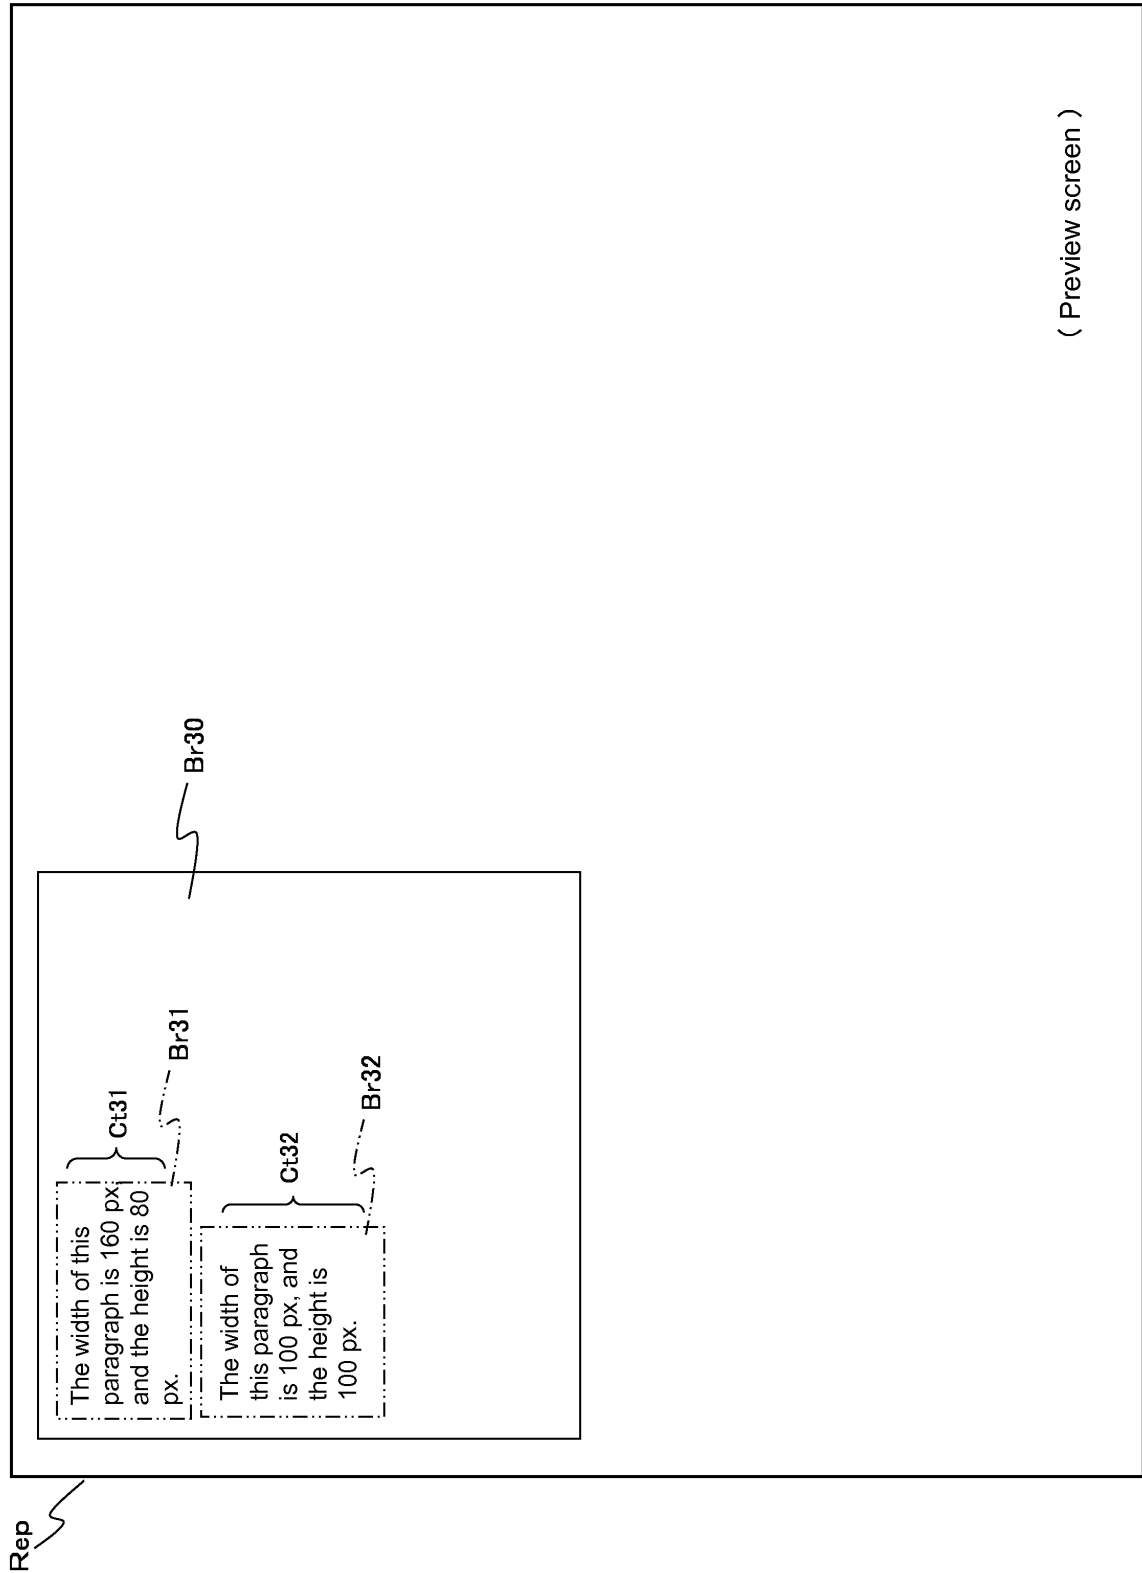 Rep
The width of this
paragraph is 160 px,
and the height is 80
px.
Ct31
Br31
Br30
The width of
this paragraph
is 100 px, and
the height is
100 px.
Ct32
Br32
( Preview screen )